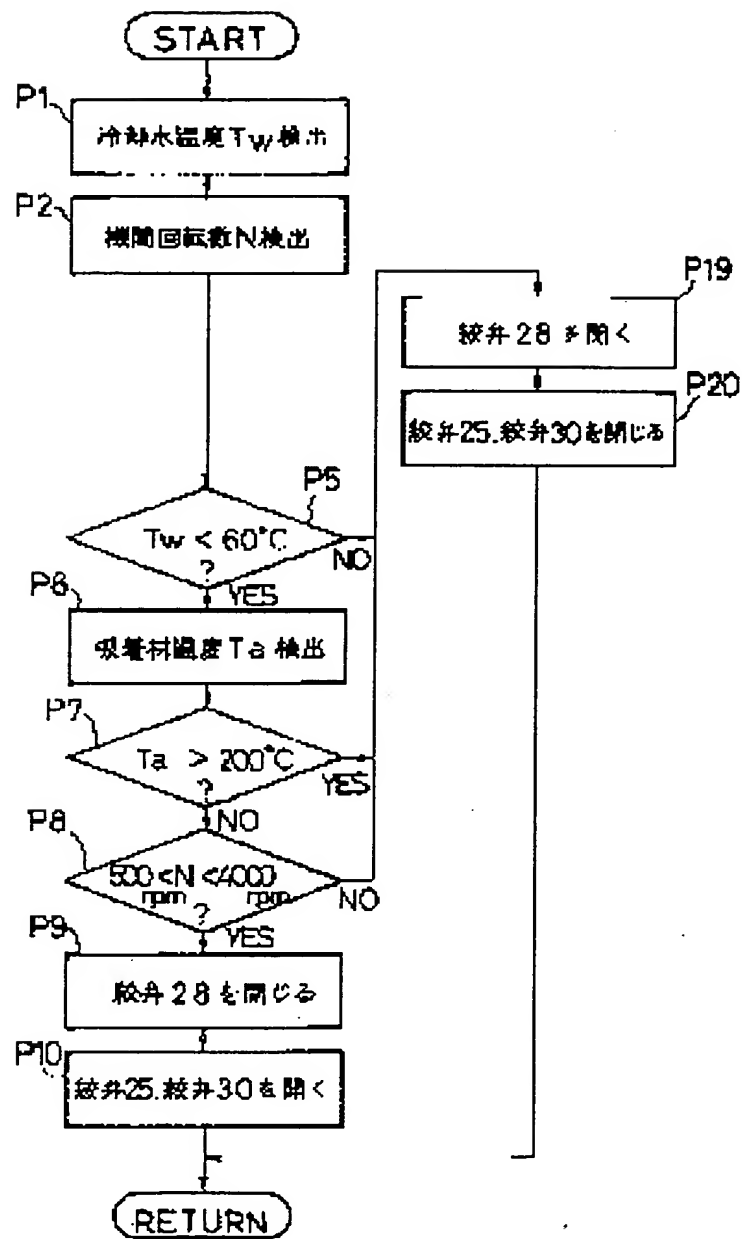 START
P1
冷却水温度Tw検出
P2
機関回転数N検出
P5
Tw < 60°C
?
NO
YES
P6
吸着材温度Ta検出
P7
Ta > 200°C
?
YES
NO
P8
500 <N <4000
rpm rpm
?
NO
YES
P9
絞弁28を閉じる
P10
絞弁25.絞弁30を開く
RETURN
P19
絞弁28を開く
P20
絞弁25.絞弁30を閉じる